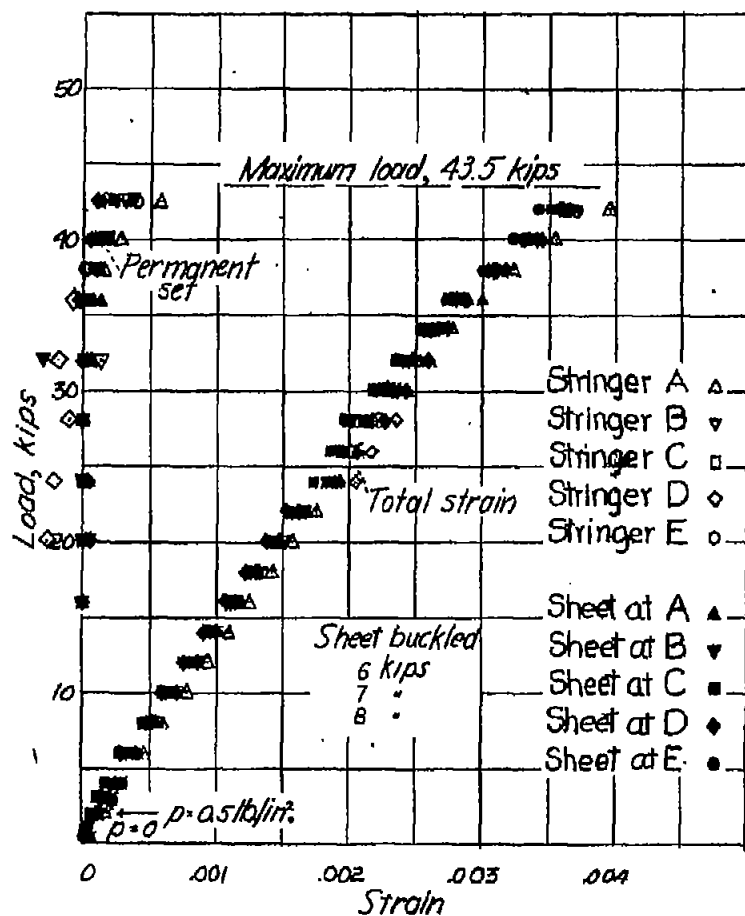 50
Maximum load, 43.5 kips
40
Permanent
set
30
Load, kips
Stringer A △
Stringer B ▽
Stringer C □
Stringer D ◇
Stringer E ○
Total strain
20
Sheet at A ▲
Sheet at B ▼
Sheet at C ■
Sheet at D ◆
Sheet at E ●
Sheet buckled
6 kips
7 "
8 "
10
p=0.5 lb/in².
p=0
0 .001 .002 .003 .004
Strain